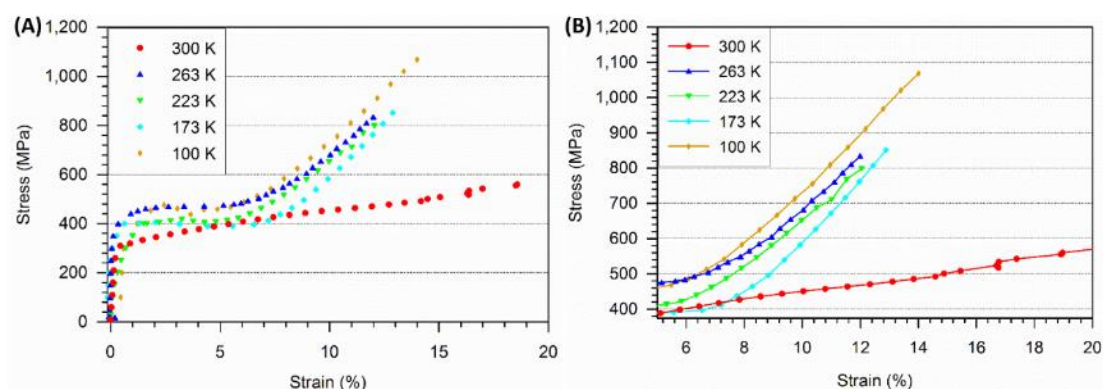 (A)
1,200
1,000
800
600
400
200
0
Stress (MPa)
300 K
263 K
223 K
173 K
100 K
0
5
10
15
20
Strain (%)
(B)
1,200
1,100
1,000
900
800
700
600
500
400
Stress (MPa)
300 K
263 K
223 K
173 K
100 K
6
8
10
12
14
16
18
20
Strain (%)